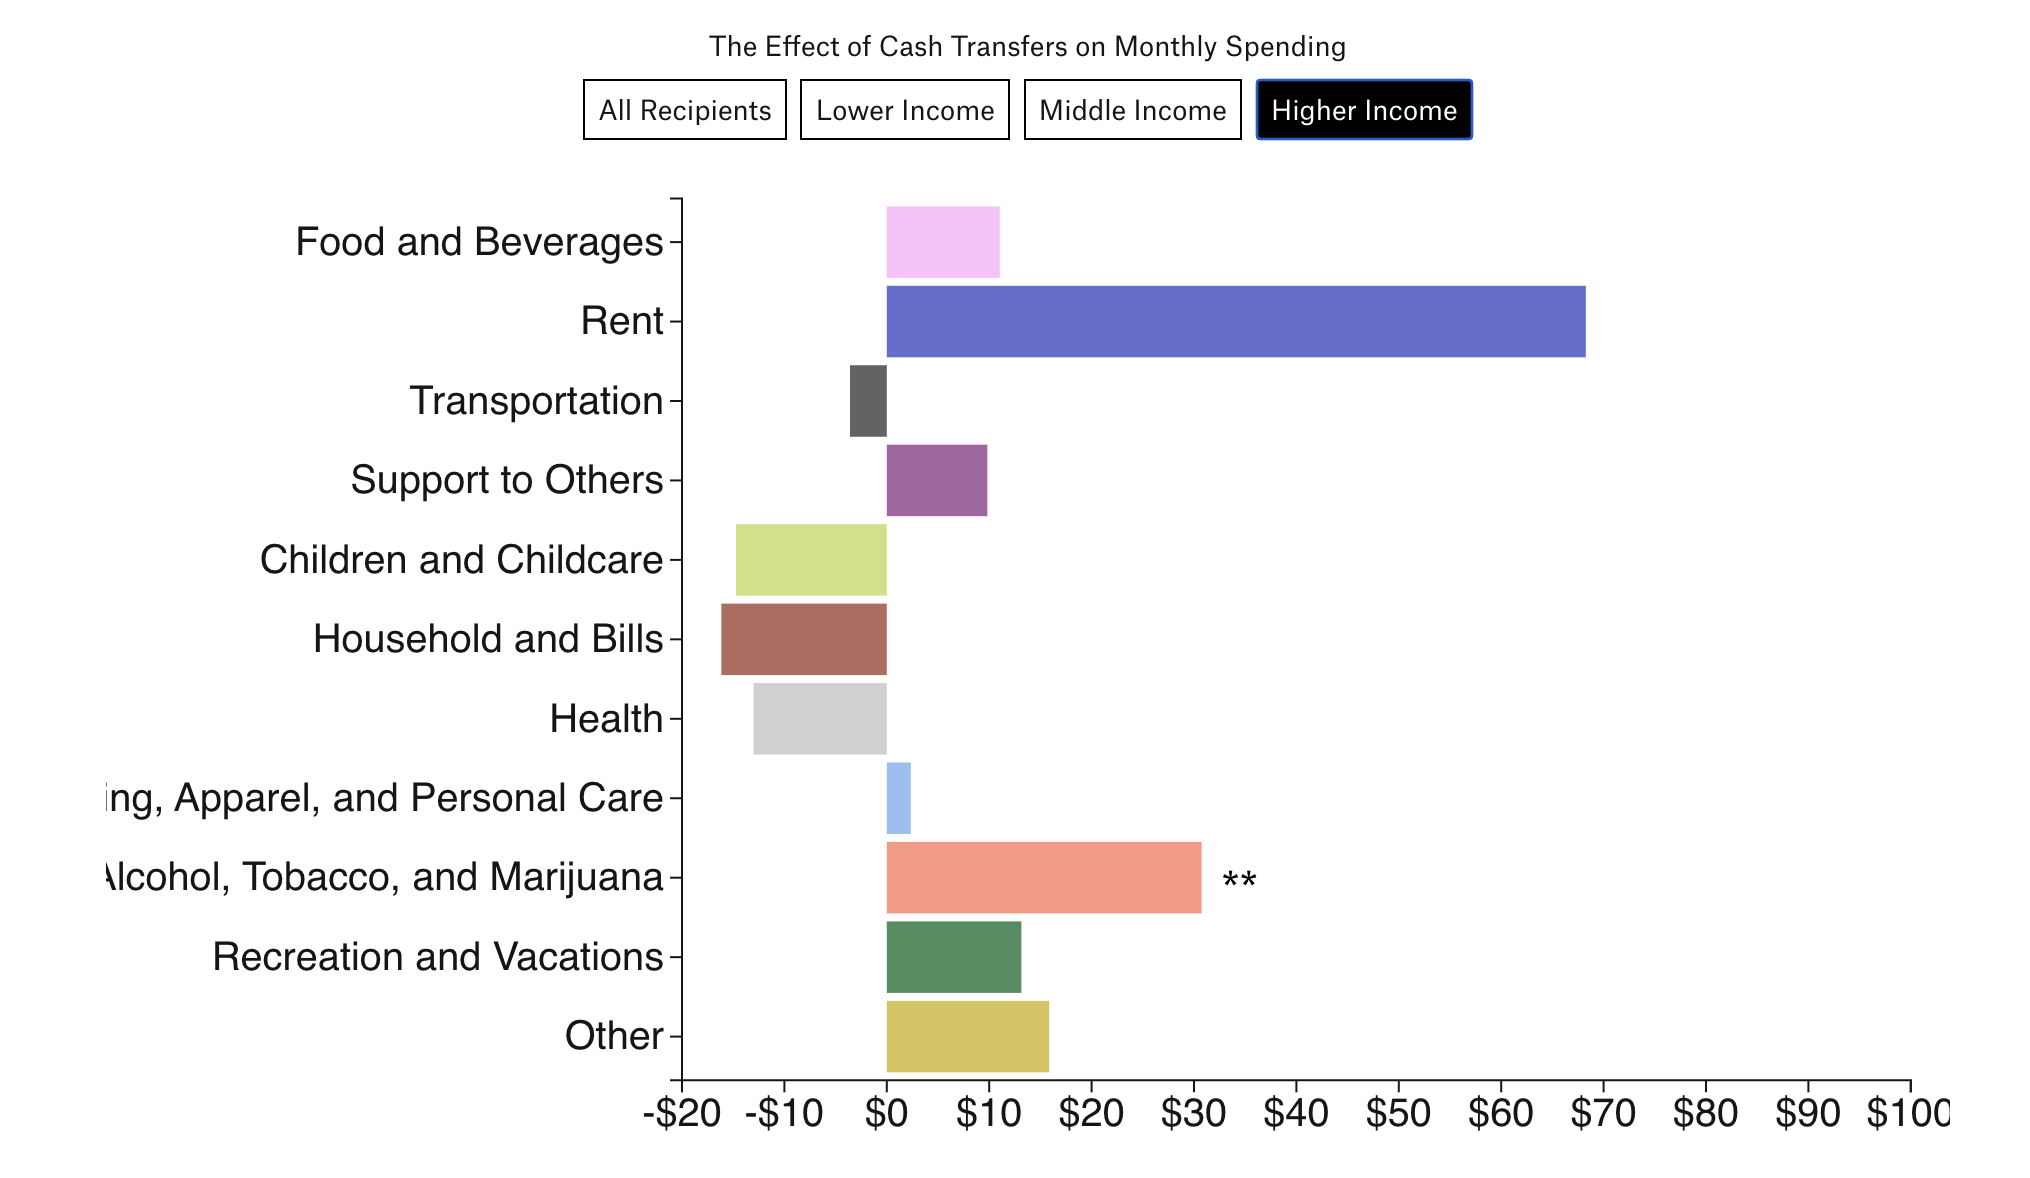 The Effect of Cash Transfers on Monthly Spending
All Recipients Lower Income Middle Income Higher Income
Food and Beverages
Rent
Transportation
Support to Others
Children and Childcare
Household and Bills
Health
ing, Apparel, and Personal Care
Alcohol, Tobacco, and Marijuana **
Recreation and Vacations
Other
-$20 -$10 $0 $10 $20 $30 $40 $50 $60 $70 $80 $90 $100